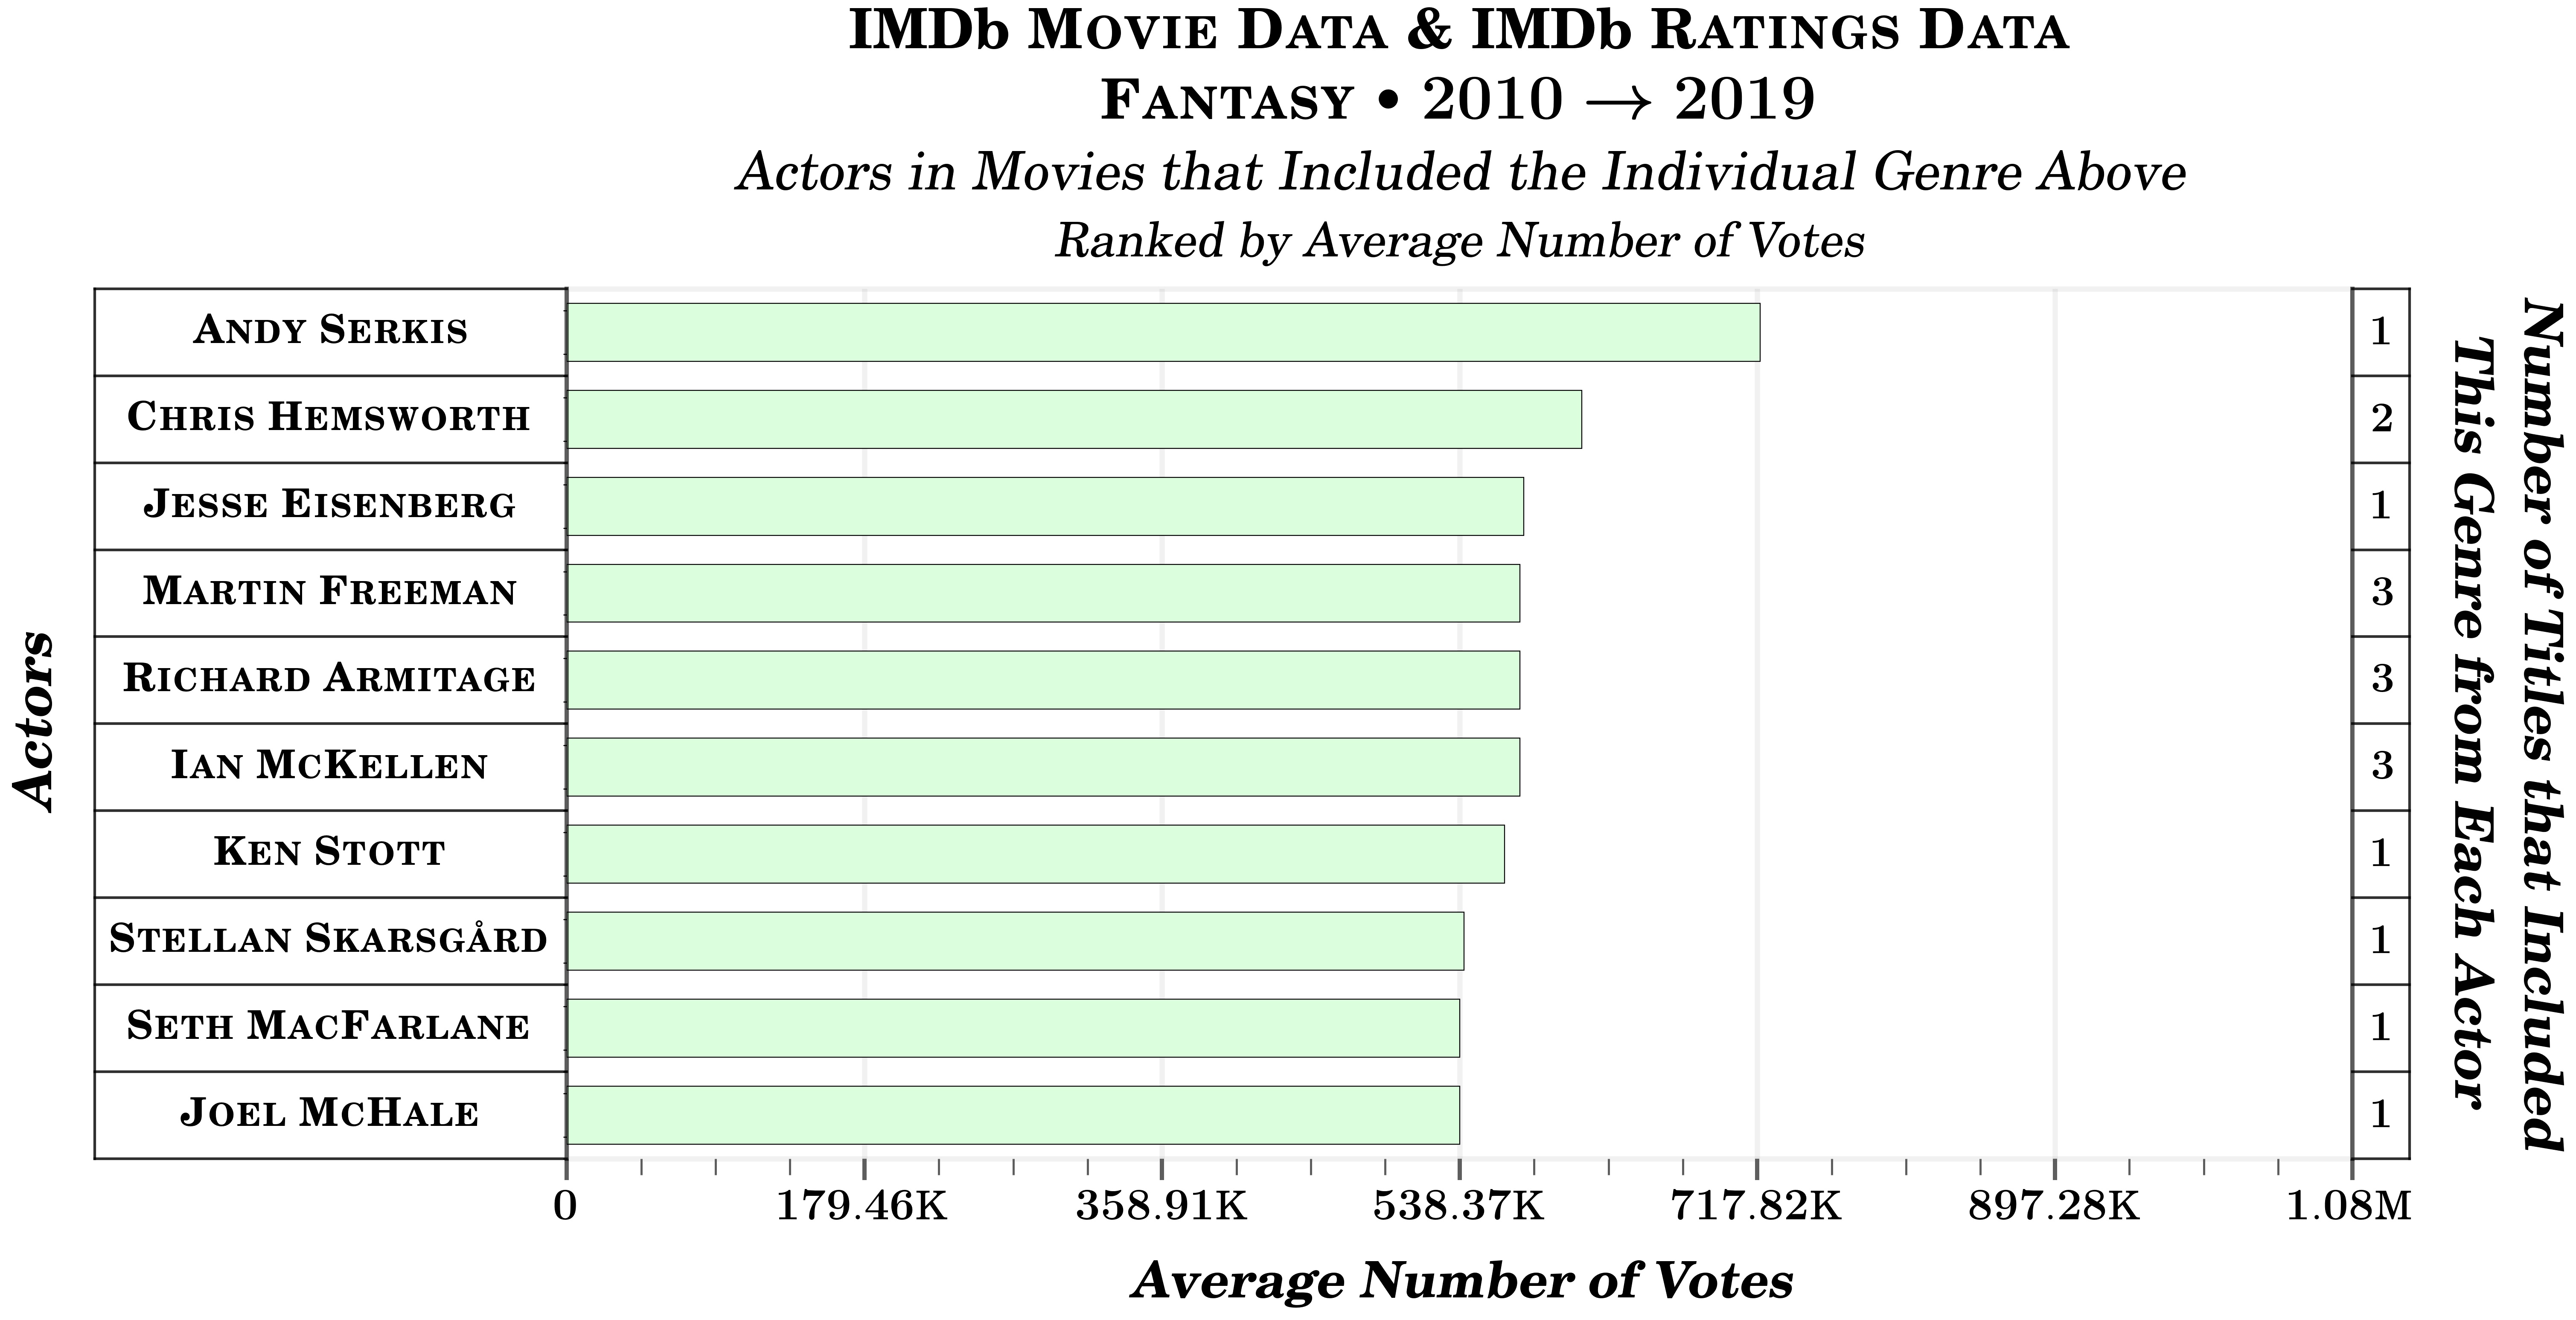 IMDb Movie Data & IMDb Ratings Data
Fantasy • 2010 → 2019
Actors in Movies that Included the Individual Genre Above
Ranked by Average Number of Votes
Actors
Andy Serkis 1
Chris Hemsworth 2
Jesse Eisenberg 1
Martin Freeman 3
Richard Armitage 3
Ian McKellen 3
Ken Stott 1
Stellan Skarsgård 1
Seth MacFarlane 1
Joel McHale 1
Number of Titles that Included
This Genre from Each Actor
0 179.46K 358.91K 538.37K 717.82K 897.28K 1.08M
Average Number of Votes